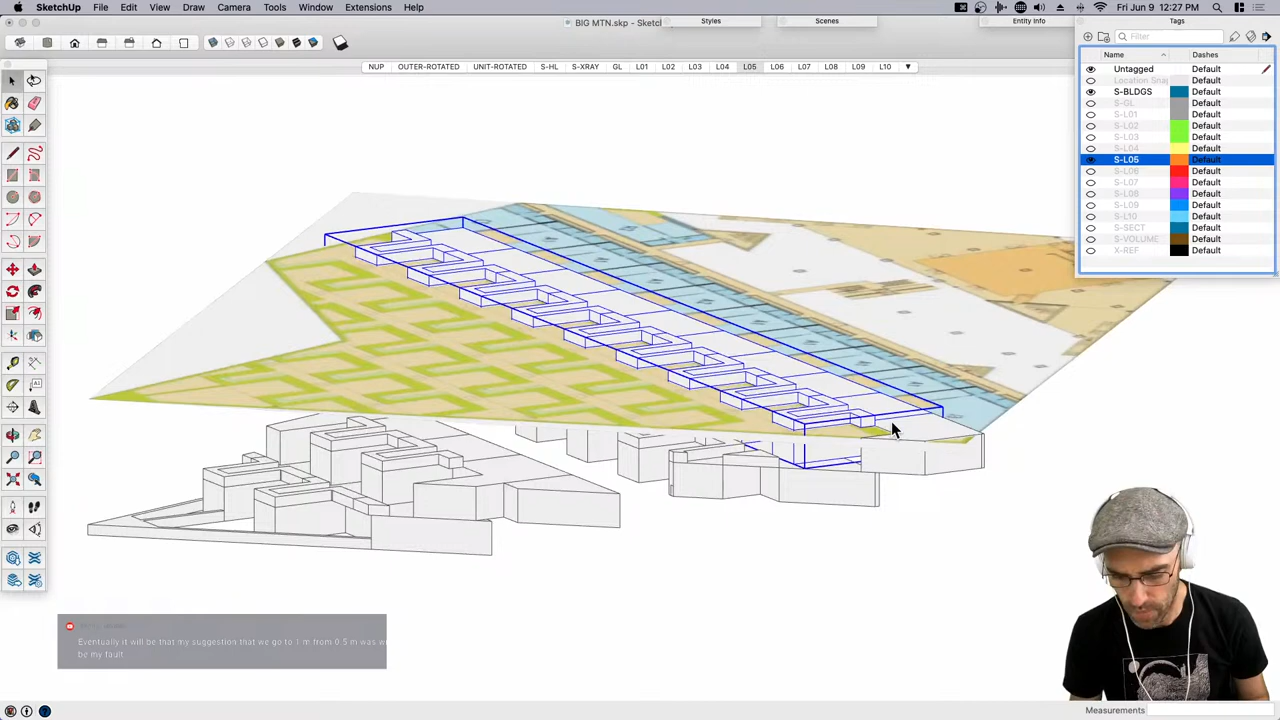 SketchUp File Edit View Draw Camera Tools Window Extensions Help
Fri Jun 9 12:27 PM
BIG MTN.skp - Sketch
Styles
Scenes
Entity Info
Tags
Filter
NUP OUTER-ROTATED UNIT-ROTATED S-HL S-XRAY GL L01 L02 L03 L04 L05 L06 L07 L08 L09 L10
Name Dashes
Untagged Default
Location Snap Default
S-BLDGS Default
S-GL Default
S-L01 Default
S-L02 Default
S-L03 Default
S-L04 Default
S-L05 Default
S-L06 Default
S-L07 Default
S-L08 Default
S-L09 Default
S-L10 Default
S-SECT Default
S-VOLUME Default
X-REF Default
Eventually it will be that my suggestion that we go to 1 m from 0.5 m was w
be my fault
Measurements